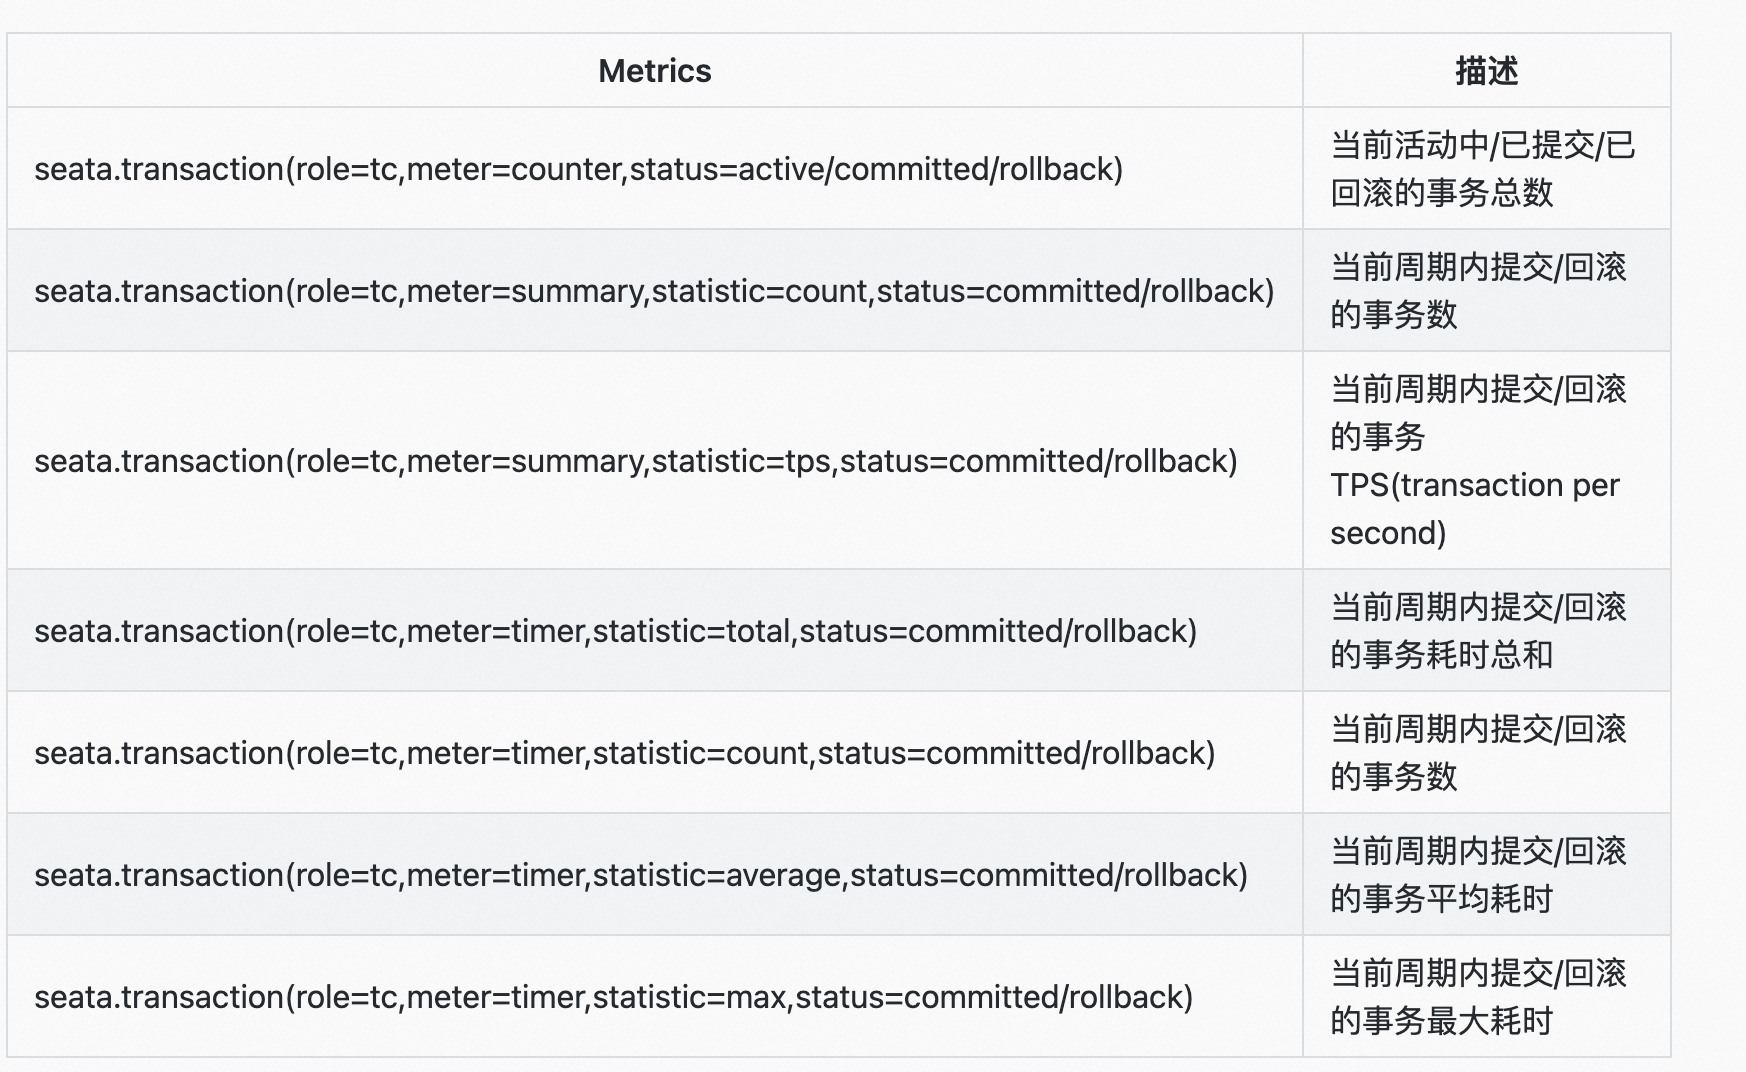 Metrics
描述
seata.transaction(role=tc,meter=counter,status=active/committed/rollback)
当前活动中/已提交/已
回滚的事务总数
seata.transaction(role=tc,meter=summary,statistic=count,status=committed/rollback)
当前周期内提交/回滚
的事务数
seata.transaction(role=tc,meter=summary,statistic=tps,status=committed/rollback)
当前周期内提交/回滚
的事务
TPS(transaction per
second)
seata.transaction(role=tc,meter=timer,statistic=total,status=committed/rollback)
当前周期内提交/回滚
的事务耗时总和
seata.transaction(role=tc,meter=timer,statistic=count,status=committed/rollback)
当前周期内提交/回滚
的事务数
seata.transaction(role=tc,meter=timer,statistic=average,status=committed/rollback)
当前周期内提交/回滚
的事务平均耗时
seata.transaction(role=tc,meter=timer,statistic=max,status=committed/rollback)
当前周期内提交/回滚
的事务最大耗时